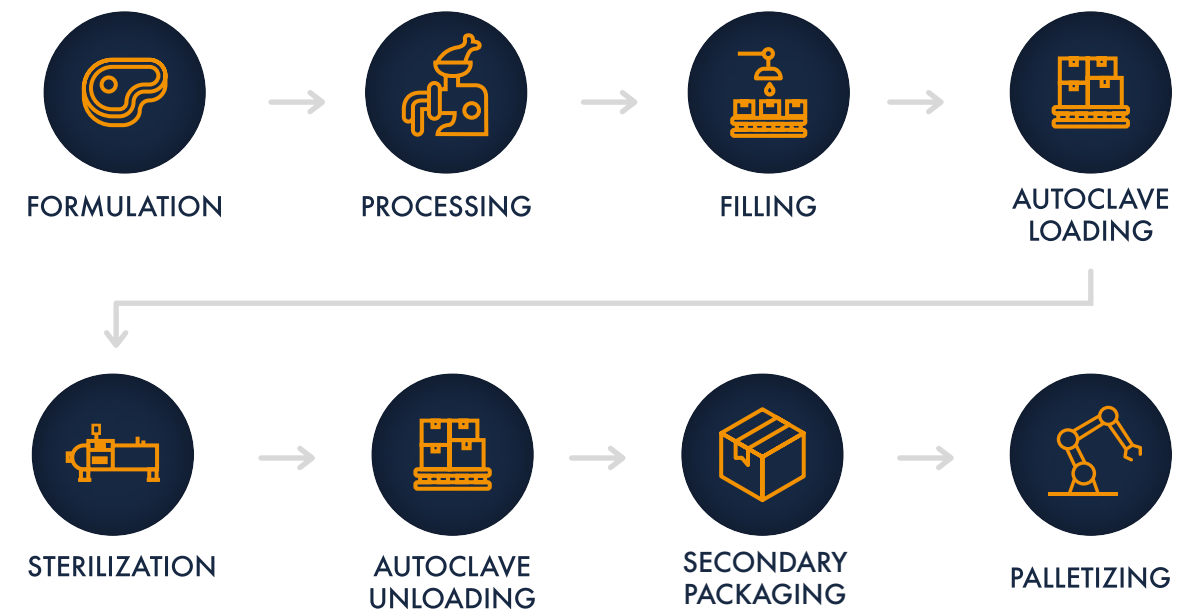 FORMULATION
PROCESSING
FILLING
AUTOCLAVE
LOADING
STERILIZATION
AUTOCLAVE
UNLOADING
SECONDARY
PACKAGING
PALLETIZING